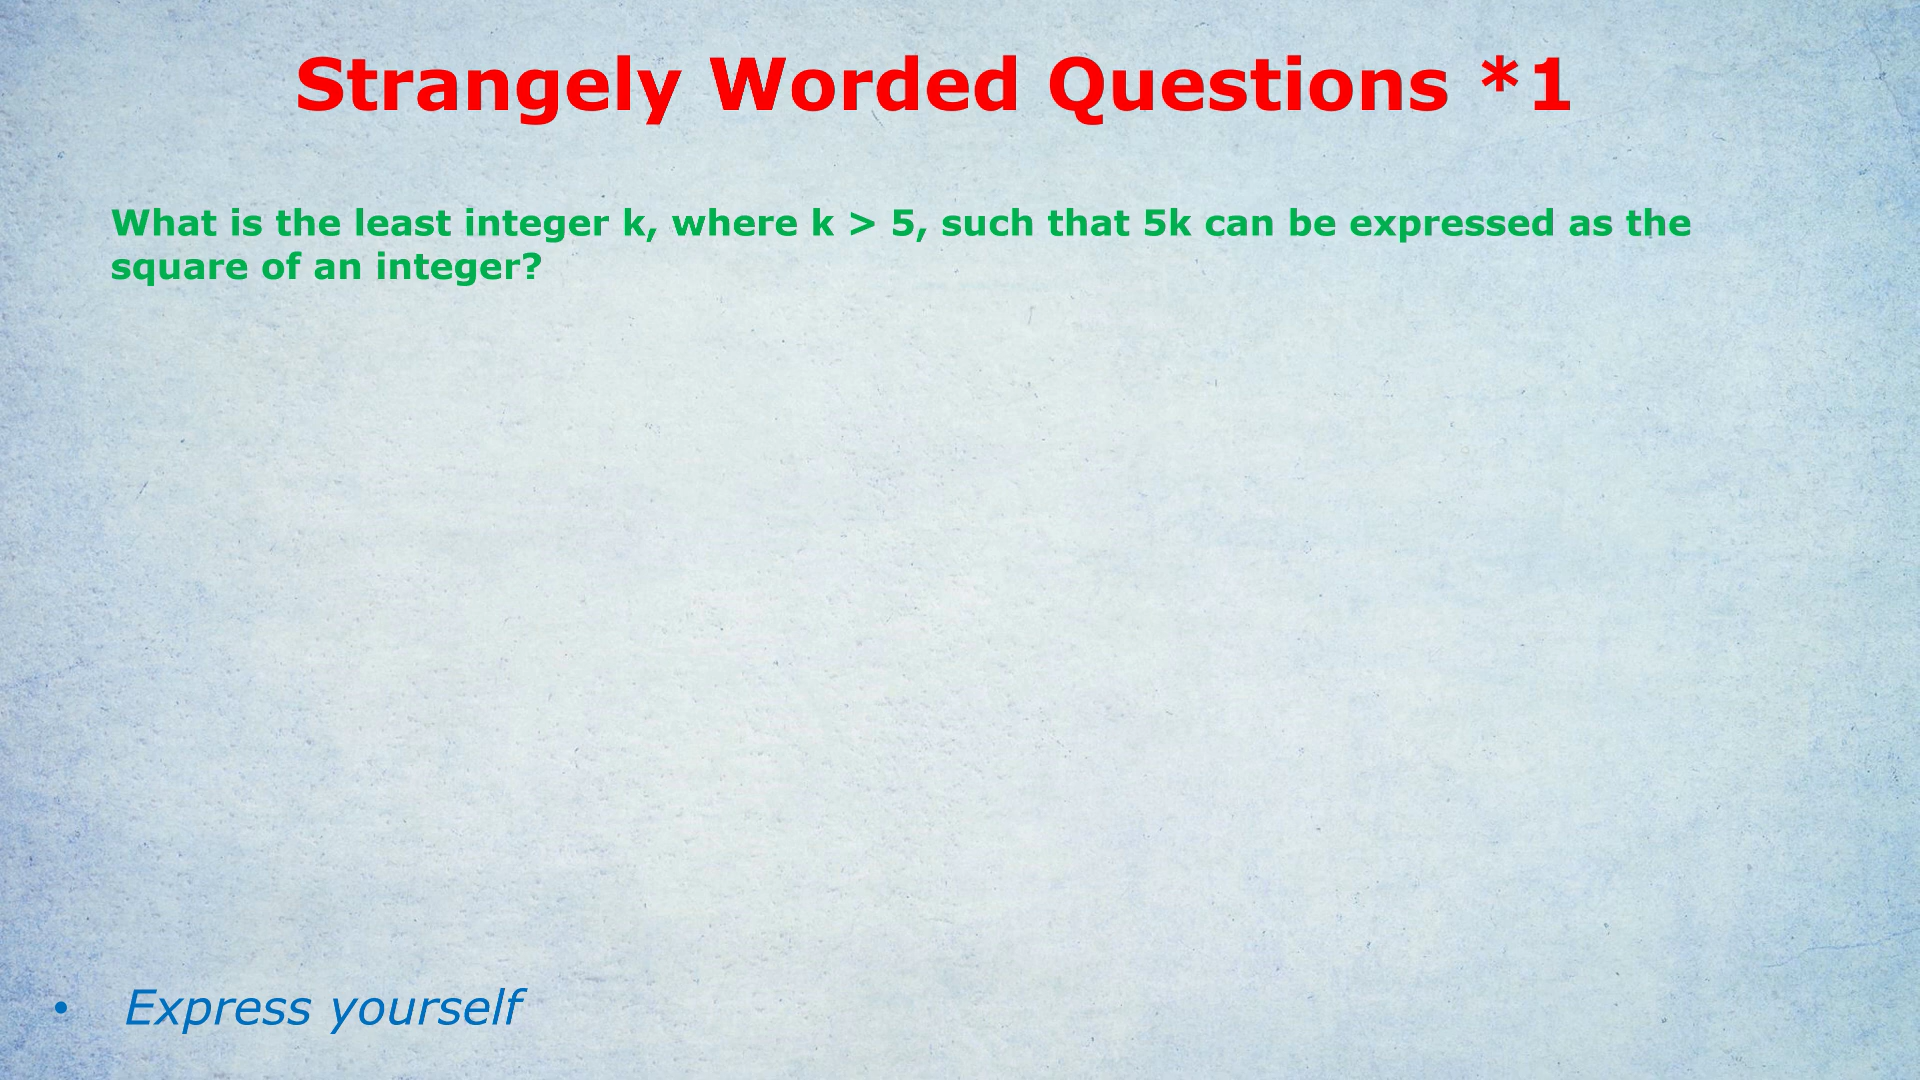 Strangely Worded Questions *1
What is the least integer k, where k > 5, such that 5k can be expressed as the
square of an integer?
• Express yourself